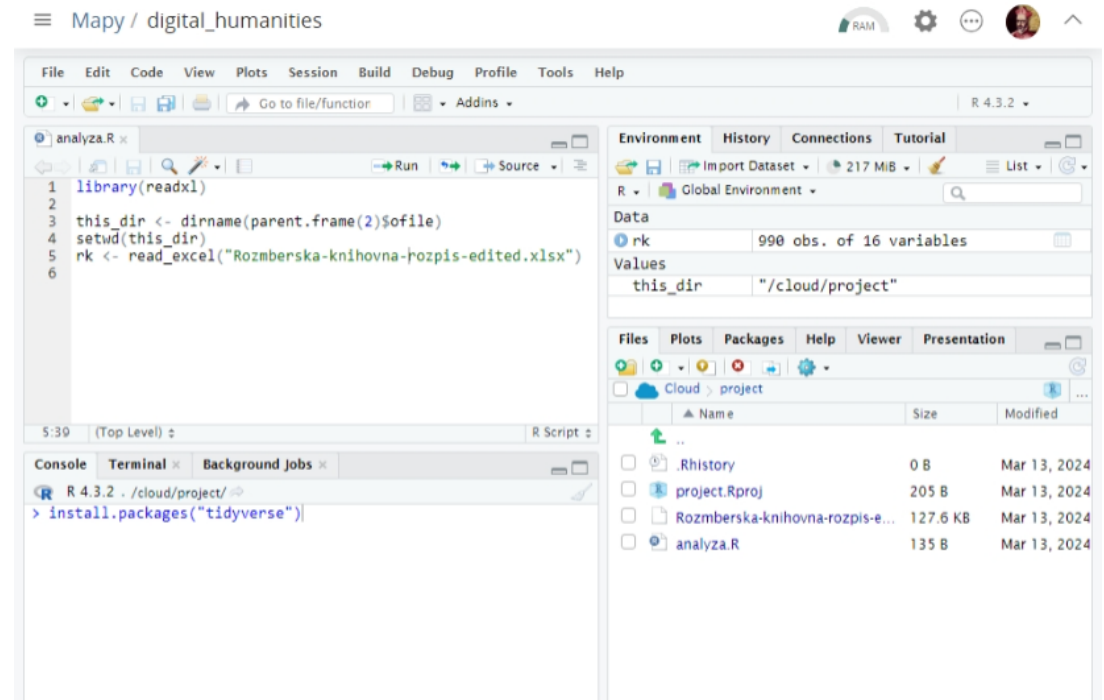 Mapy / digital_humanities
RAM
File Edit Code View Plots Session Build Debug Profile Tools Help
Go to file/function
Addins
R 4.3.2
analyza.R
Run
Source
1 library(readxl)
2
3 this_dir <- dirname(parent.frame(2)$ofile)
4 setwd(this_dir)
5 rk <- read_excel("Rozmberska-knihovna-rozpis-edited.xlsx")
6
5:39 (Top Level) R Script
Console Terminal Background Jobs
R 4.3.2 . /cloud/project/
> install.packages("tidyverse")
Environment History Connections Tutorial
Import Dataset 217 MiB List
R Global Environment
Data
rk 990 obs. of 16 variables
Values
this_dir "/cloud/project"
Files Plots Packages Help Viewer Presentation
Cloud > project R ...
Name Size Modified
..
.Rhistory 0 B Mar 13, 2024
project.Rproj 205 B Mar 13, 2024
Rozmberska-knihovna-rozpis-e... 127.6 KB Mar 13, 2024
analyza.R 135 B Mar 13, 2024